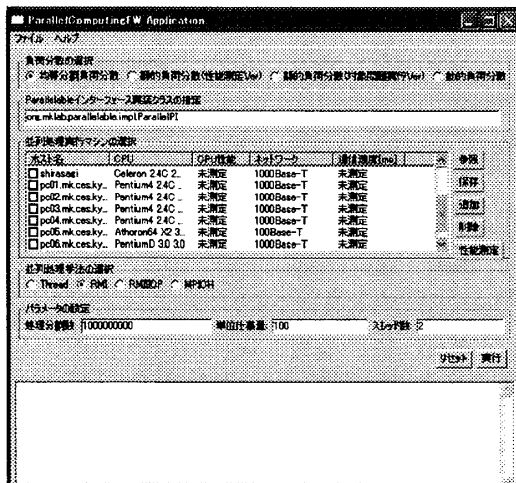 ParallelComputingFW Application
ファイル ヘルプ
負荷分散の選択
均等分割負荷分散 静的負荷分散(性能測定Ver) 静的負荷分散(対象問題実行Ver) 動的負荷分散
Parallelableインターフェース実装クラスの指定
org.mklab.parallelable.impl.ParallelPI
並列処理実行マシンの選択
ホスト名 CPU CPU性能 ネットワーク 通信速度[ms] 参照
shirasagi Celeron 2.4C 2... 未測定 1000Base-T 未測定
pc01.mk.ces.ky... Pentium4 2.4C ... 未測定 1000Base-T 未測定 保存
pc02.mk.ces.ky... Pentium4 2.4C ... 未測定 1000Base-T 未測定
pc03.mk.ces.ky... Pentium4 2.4C ... 未測定 1000Base-T 未測定 追加
pc04.mk.ces.ky... Pentium4 2.4C ... 未測定 1000Base-T 未測定 削除
pc05.mk.ces.ky... Athoron64 X2 3... 未測定 100Base-T 未測定
pc06.mk.ces.ky... PentiumD 3.0 3.0 未測定 1000Base-T 未測定 性能測定
並列処理手法の選択
Thread RMI RMIIIOP MPICH
パラメータの設定
処理分割数: 1000000000 単位仕事量: 100 スレッド数: 2
リセット 実行